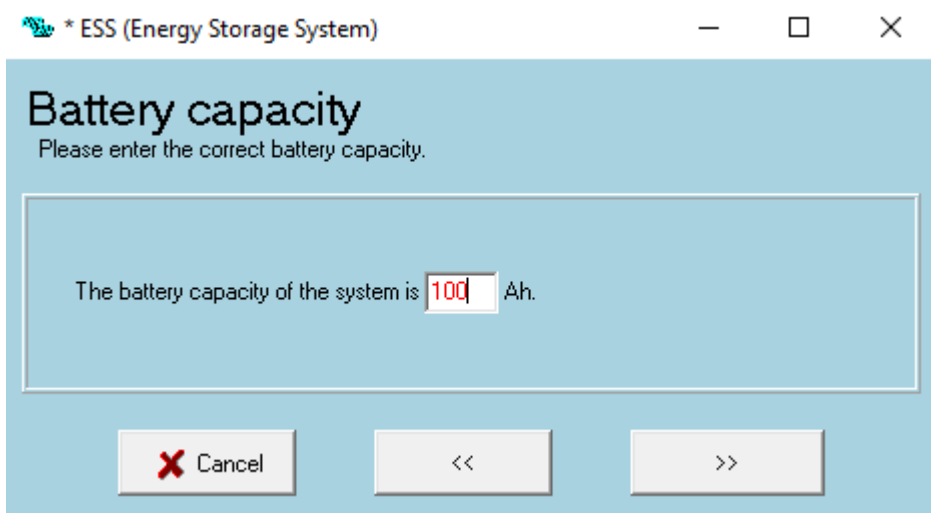 * ESS (Energy Storage System)
Battery capacity
Please enter the correct battery capacity.
The battery capacity of the system is 100 Ah.
Cancel << >>